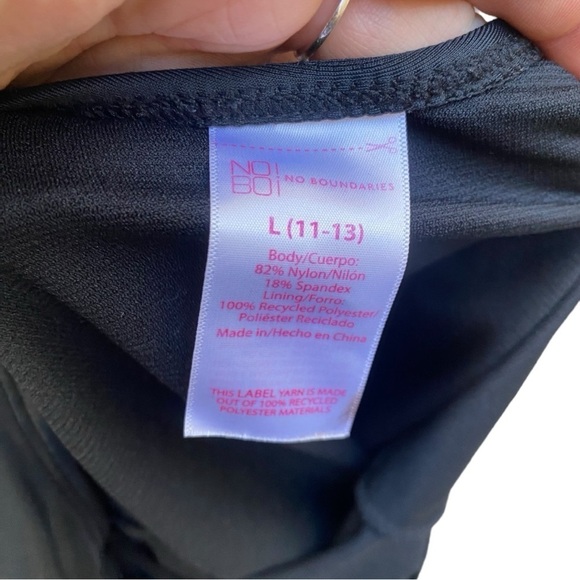 NO!
BO!
NO BOUNDARIES
L (11-13)
Body/Cuerpo:
82% Nylon/Nilón
18% Spandex
Lining/Forro:
100% Recycled Polyester/
Poliéster Reciclado
Made in/Hecho en China
THIS LABEL YARN IS MADE
OUT OF 100% RECYCLED
POLYESTER MATERIALS